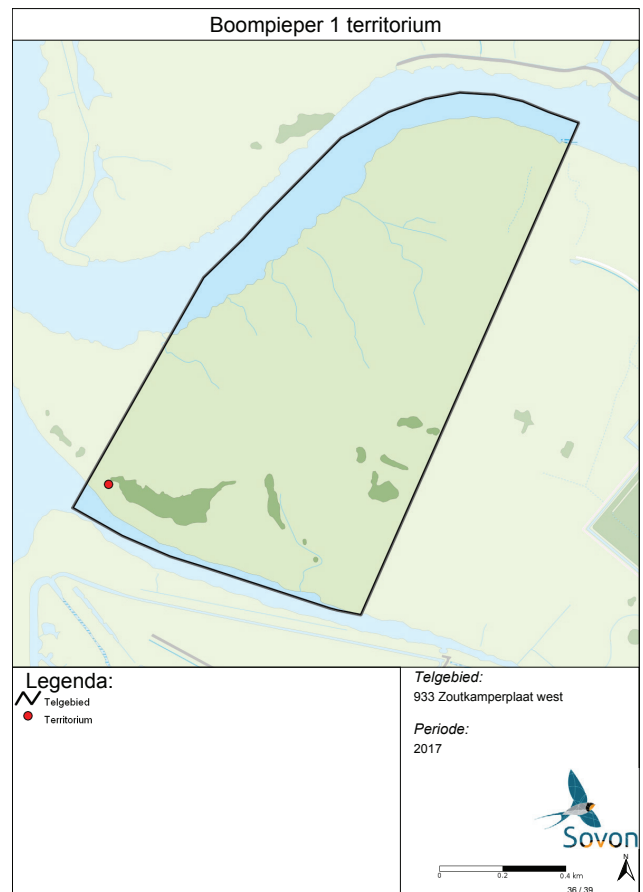 Boompieper 1 territorium
Legenda:
Telgebied
Territorium
Telgebied:
933 Zoutkamperplaat west
Periode:
2017
Sovon
N
0 0.2 0.4 km
36 / 39